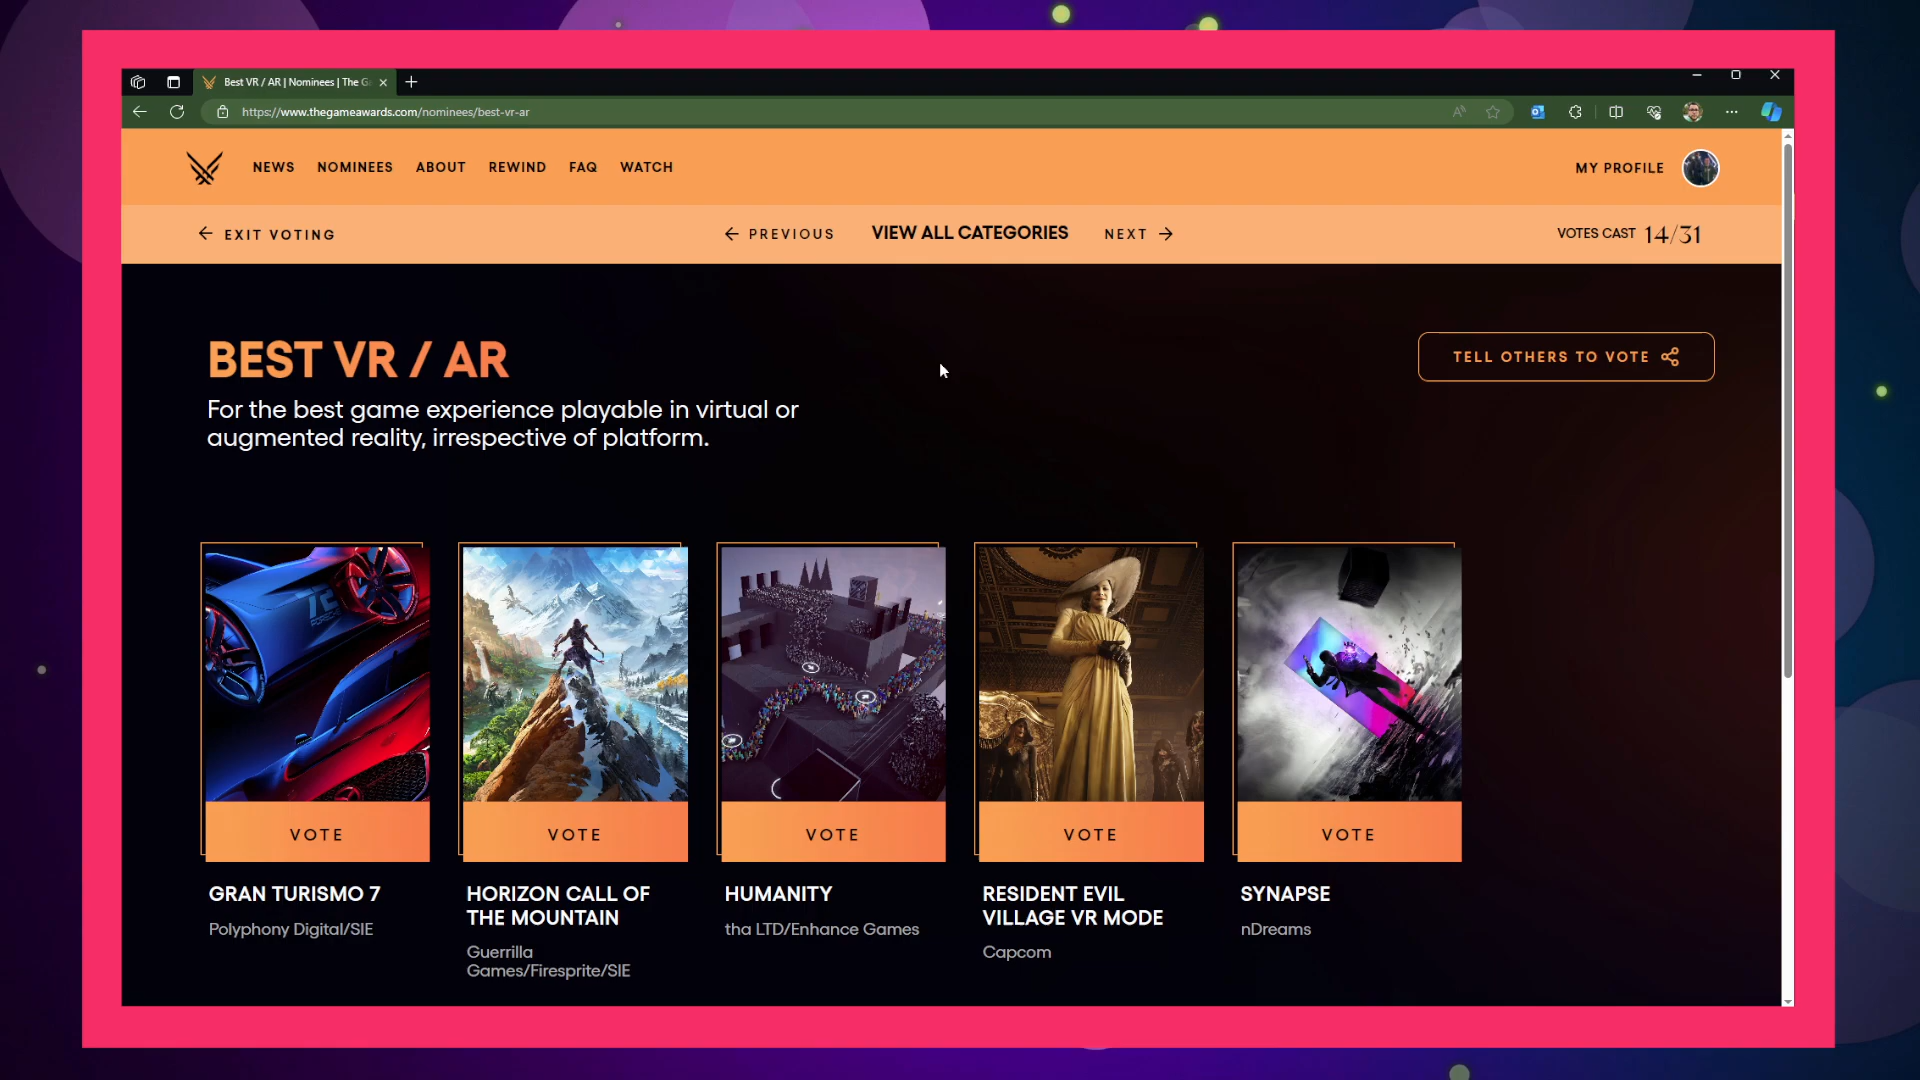 Best VR / AR | Nominees | The G
https://www.thegameawards.com/nominees/best-vr-ar
NEWS NOMINEES ABOUT REWIND FAQ WATCH
MY PROFILE
EXIT VOTING
PREVIOUS
VIEW ALL CATEGORIES
NEXT
VOTES CAST 14/31
BEST VR / AR
TELL OTHERS TO VOTE
For the best game experience playable in virtual or
augmented reality, irrespective of platform.
VOTE
VOTE
VOTE
VOTE
VOTE
GRAN TURISMO 7
Polyphony Digital/SIE
HORIZON CALL OF
THE MOUNTAIN
Guerrilla
Games/Firesprite/SIE
HUMANITY
tha LTD/Enhance Games
RESIDENT EVIL
VILLAGE VR MODE
Capcom
SYNAPSE
nDreams